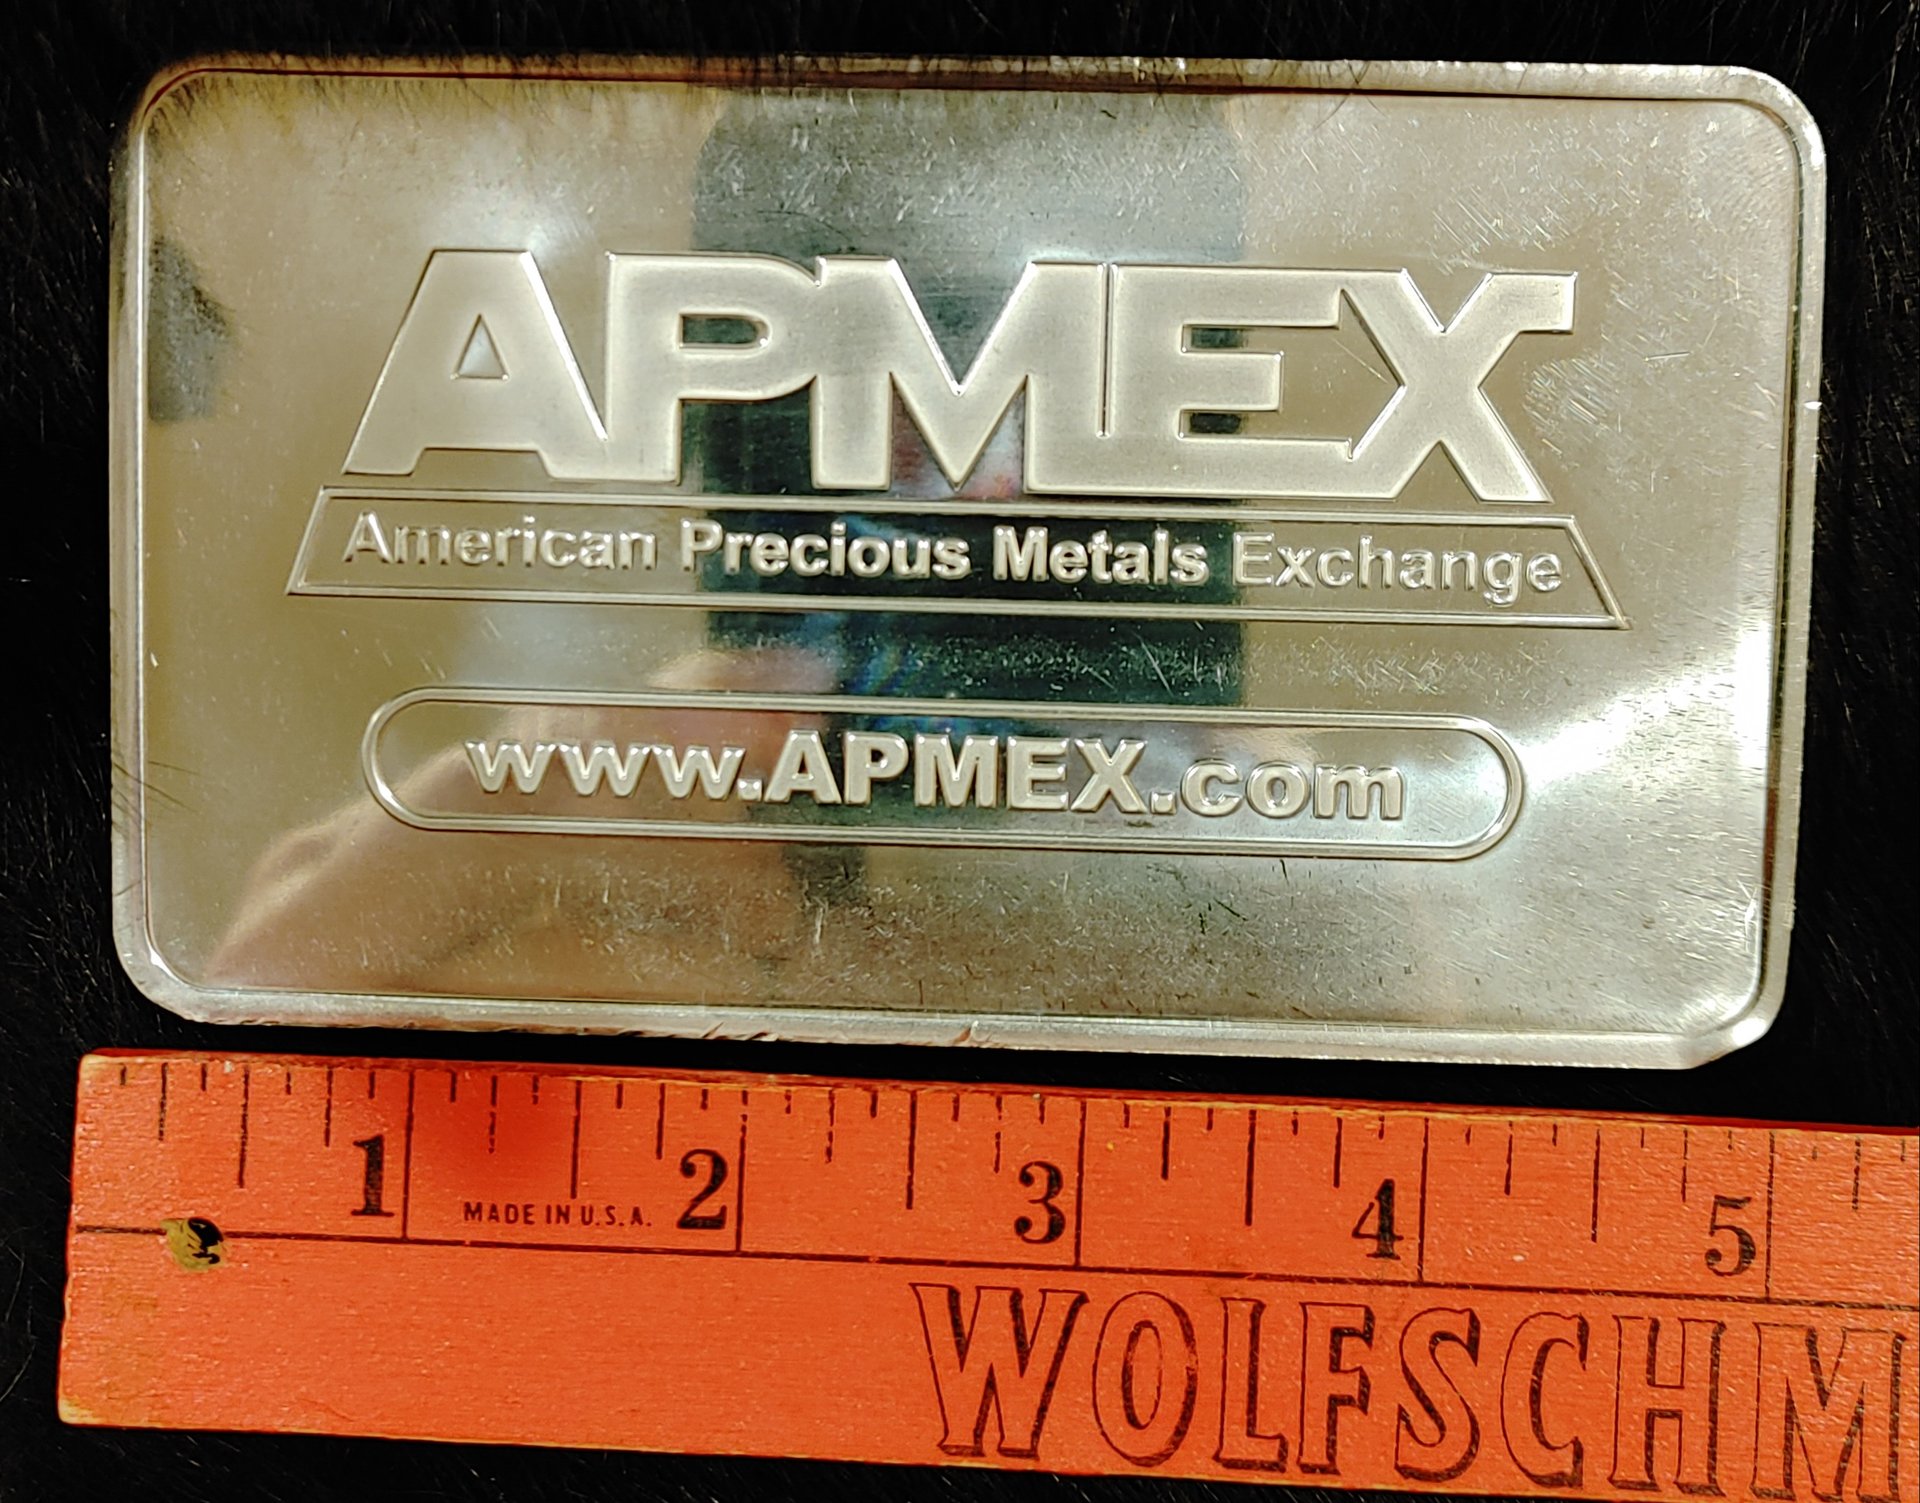 APMEX
American Precious Metals Exchange
www.APMEX.com
1 2 3 4 5
MADE IN U.S.A.
WOLFSCHM